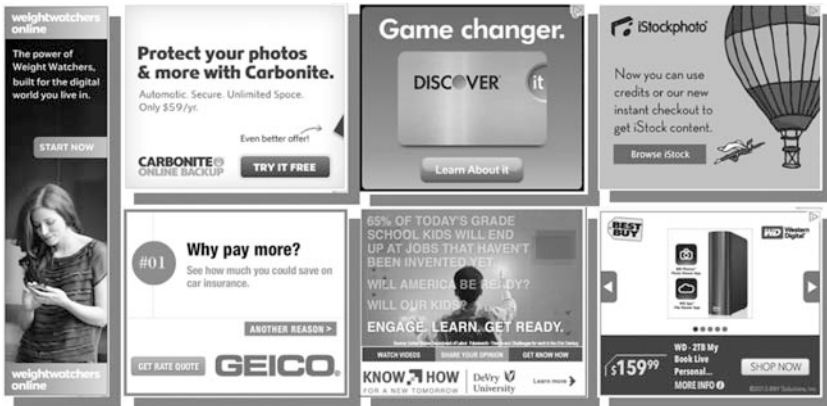 weightwatchers
online
The power of
Weight Watchers,
built for the digital
world you live in.
START NOW
weightwatchers
online
Protect your photos
& more with Carbonite.
Automatic. Secure. Unlimited Space.
Only $59/yr.
Even better offer!
CARBONITE
ONLINE BACKUP
TRY IT FREE
Game changer.
DISCOVER it
Learn About it
iStockphoto
Now you can use
credits or our new
instant checkout to
get iStock content.
Browse iStock
#01
Why pay more?
See how much you could save on
car insurance.
ANOTHER REASON >
GET RATE QUOTE
GEICO
65% OF TODAY'S GRADE
SCHOOL KIDS WILL END
UP AT JOBS THAT HAVEN'T
BEEN INVENTED YET.
WILL AMERICA BE READY?
WILL OUR KIDS?
ENGAGE. LEARN. GET READY.
WATCH VIDEOS
SHARE YOUR OPINION
GET KNOW HOW
KNOW HOW
FOR A NEW TOMORROW
DeVry
University
Learn more
BEST
BUY
WD Western
Digital
$159 99
WD - 2TB My
Book Live
Personal...
MORE INFO
SHOP NOW